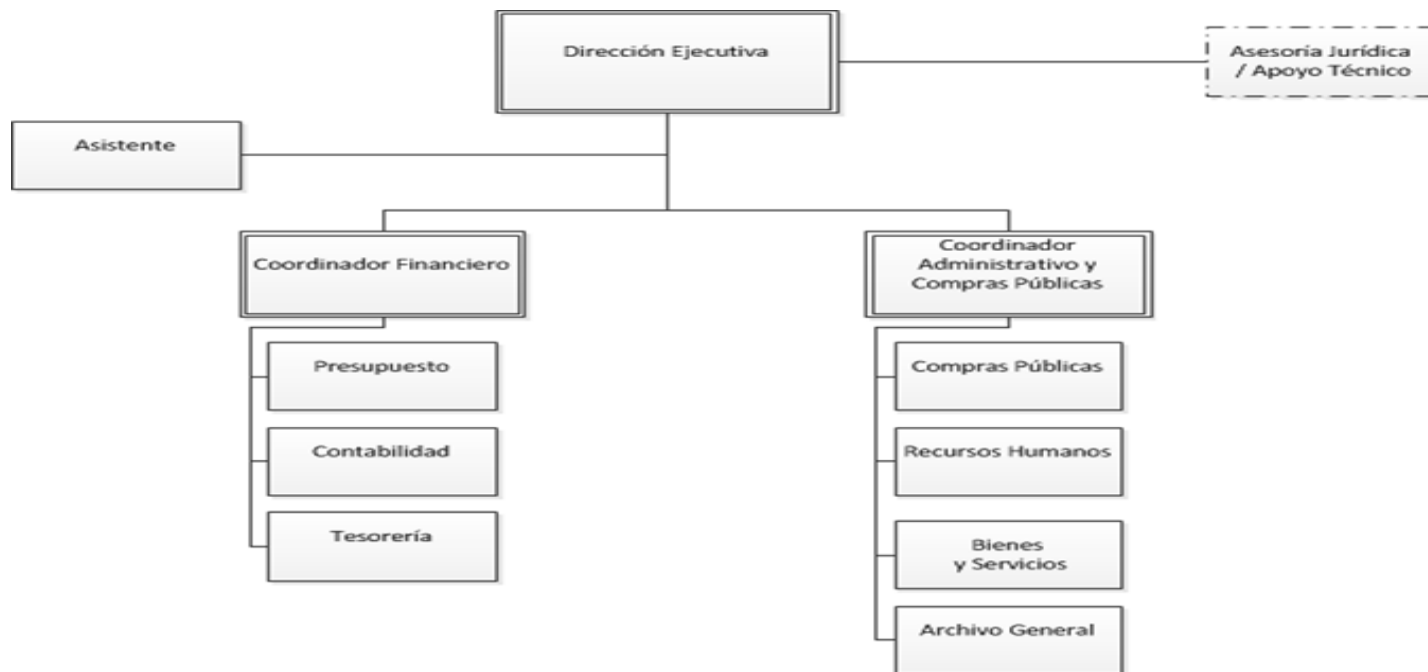 Dirección Ejecutiva
Asesoría Jurídica
/ Apoyo Técnico
Asistente
Coordinador Financiero
Coordinador
Administrativo y
Compras Públicas
Presupuesto
Contabilidad
Tesorería
Compras Públicas
Recursos Humanos
Bienes
y Servicios
Archivo General